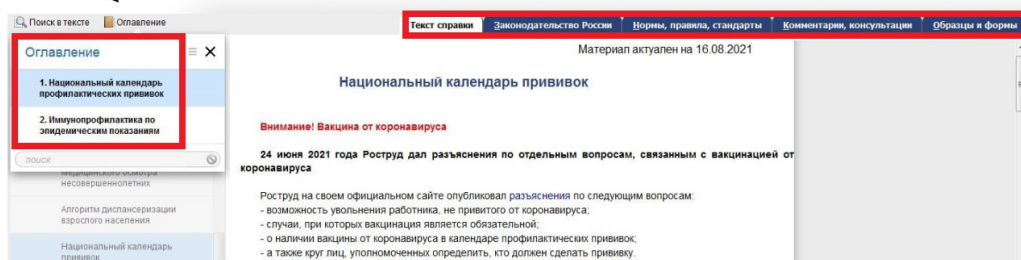 Поиск в тексте Оглавление
Текст справки Законодательство России Нормы, правила, стандарты Комментарии, консультации Образцы и формы
Оглавление
1. Национальный календарь
профилактических прививок
2. Иммунопрофилактика по
эпидемическим показаниям
поиск
медицинского осмотра
несовершеннолетних
Алгоритм диспансеризации
взрослого населения
Национальный календарь
прививок
Материал актуален на 16.08.2021
Национальный календарь прививок
Внимание! Вакцина от коронавируса
24 июня 2021 года Роструд дал разъяснения по отдельным вопросам, связанным с вакцинацией от
коронавируса
Роструд на своем официальном сайте опубликовал разъяснения по следующим вопросам:
- возможность увольнения работника, не привитого от коронавируса;
- случаи, при которых вакцинация является обязательной;
- о наличии вакцины от коронавируса в календаре профилактических прививок;
- а также круг лиц, уполномоченных определить, кто должен сделать прививку.